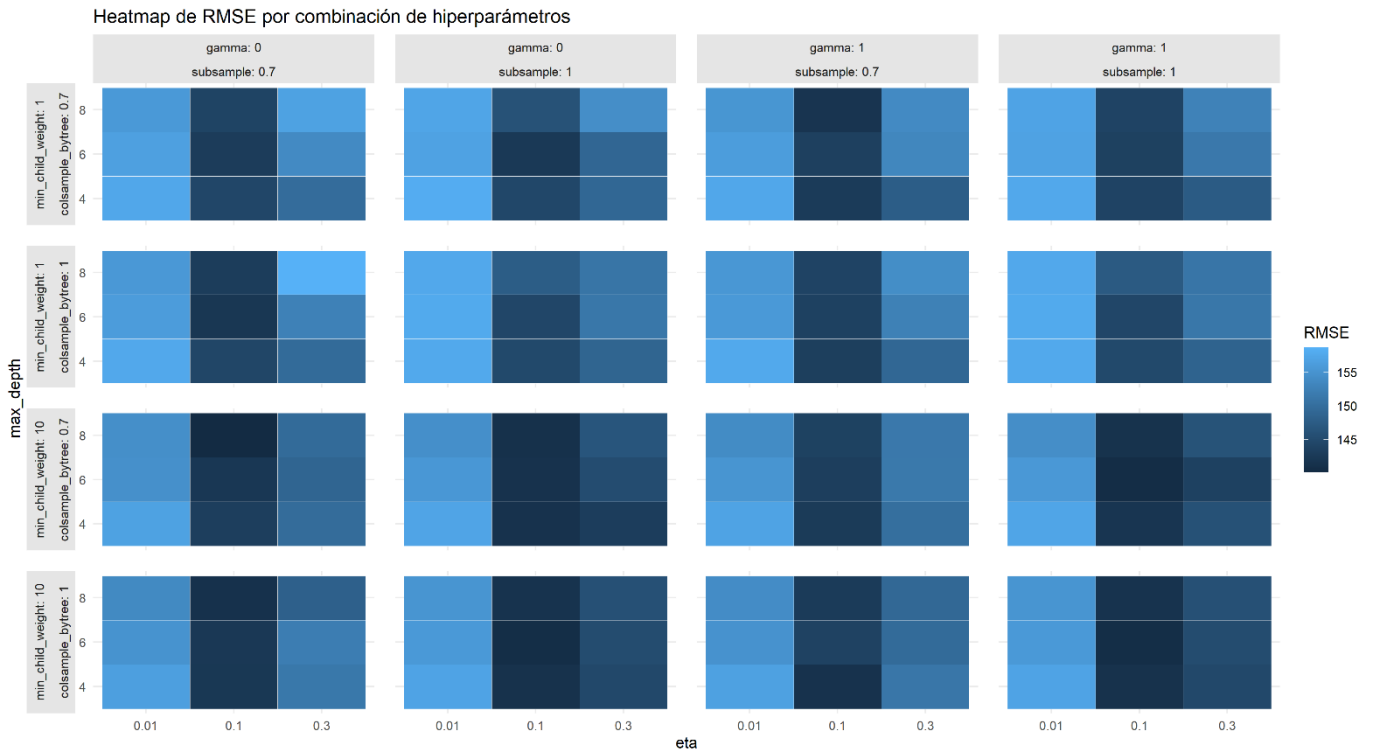 Heatmap de RMSE por combinación de hiperparámetros
gamma: 0
gamma: 0
gamma: 1
gamma: 1
subsample: 0.7
subsample: 1
subsample: 0.7
subsample: 1
min_child_weight: 1
colsample_bytree: 0.7
8
6
4
min_child_weight: 1
colsample_bytree: 1
8
6
4
max_depth
min_child_weight: 10
colsample_bytree: 0.7
8
6
4
min_child_weight: 10
colsample_bytree: 1
8
6
4
0.01
0.1
0.3
0.01
0.1
0.3
0.01
0.1
0.3
0.01
0.1
0.3
eta
RMSE
155
150
145